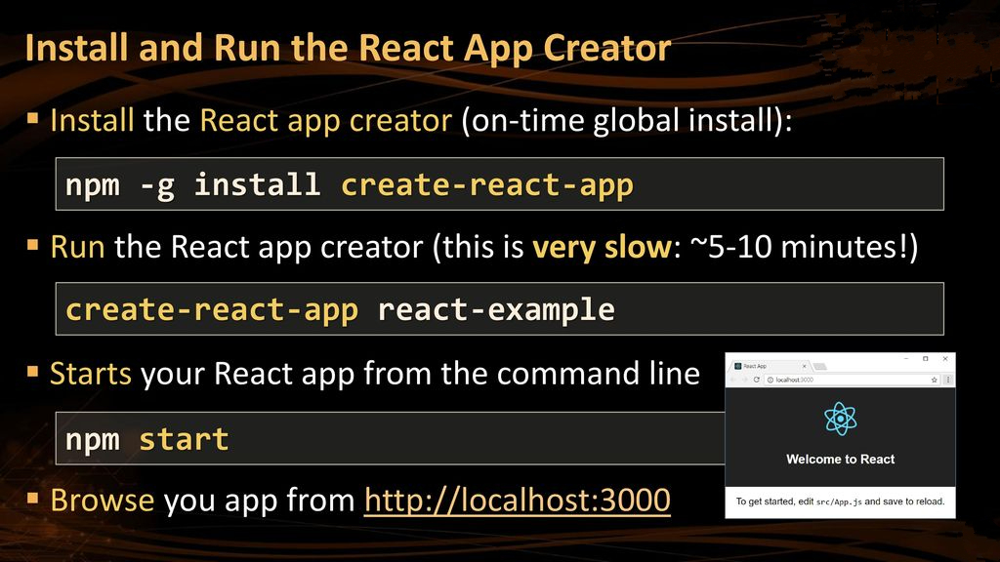 Install and Run the React App Creator
▪ Install the React app creator (on-time global install):
npm -g install create-react-app
▪ Run the React app creator (this is very slow: ~5-10 minutes!)
create-react-app react-example
▪ Starts your React app from the command line
npm start
React App
localhost:3000
Welcome to React
To get started, edit src/App.js and save to reload.
▪ Browse you app from http://localhost:3000